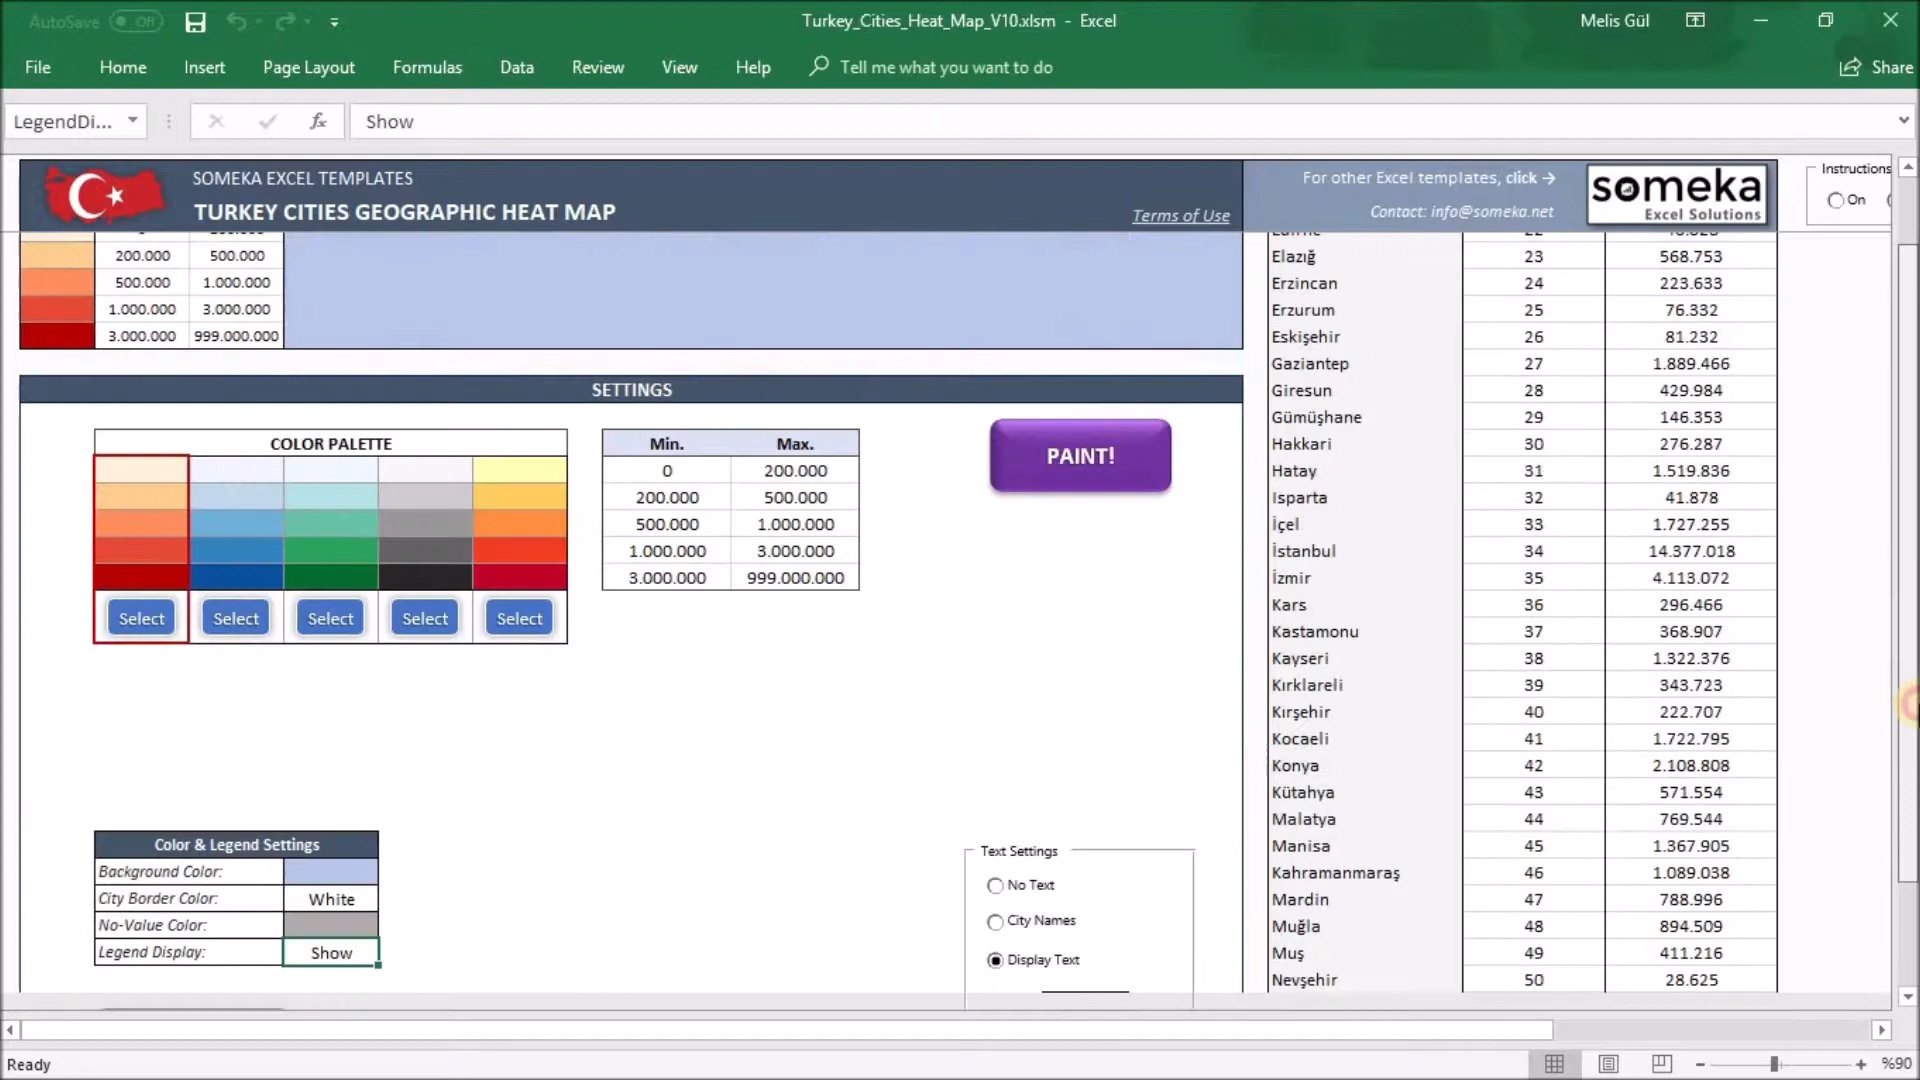 AutoSave Off
Turkey_Cities_Heat_Map_V10.xlsm - Excel
Melis Gül
File Home Insert Page Layout Formulas Data Review View Help Tell me what you want to do
Share
LegendDi...
fx
Show
SOMEKA EXCEL TEMPLATES
TURKEY CITIES GEOGRAPHIC HEAT MAP
Terms of Use
For other Excel templates, click →
Contact: info@someka.net
someka
Excel Solutions
Instructions
On
200.000 500.000
500.000 1.000.000
1.000.000 3.000.000
3.000.000 999.000.000
SETTINGS
COLOR PALETTE
Select Select Select Select Select
Min. Max.
0 200.000
200.000 500.000
500.000 1.000.000
1.000.000 3.000.000
3.000.000 999.000.000
PAINT!
Color & Legend Settings
Background Color:
City Border Color: White
No-Value Color:
Legend Display: Show
Text Settings
No Text
City Names
Display Text
Elazığ 23 568.753
Erzincan 24 223.633
Erzurum 25 76.332
Eskişehir 26 81.232
Gaziantep 27 1.889.466
Giresun 28 429.984
Gümüşhane 29 146.353
Hakkari 30 276.287
Hatay 31 1.519.836
Isparta 32 41.878
İçel 33 1.727.255
İstanbul 34 14.377.018
İzmir 35 4.113.072
Kars 36 296.466
Kastamonu 37 368.907
Kayseri 38 1.322.376
Kırklareli 39 343.723
Kırşehir 40 222.707
Kocaeli 41 1.722.795
Konya 42 2.108.808
Kütahya 43 571.554
Malatya 44 769.544
Manisa 45 1.367.905
Kahramanmaraş 46 1.089.038
Mardin 47 788.996
Muğla 48 894.509
Muş 49 411.216
Nevşehir 50 28.625
Ready
%90